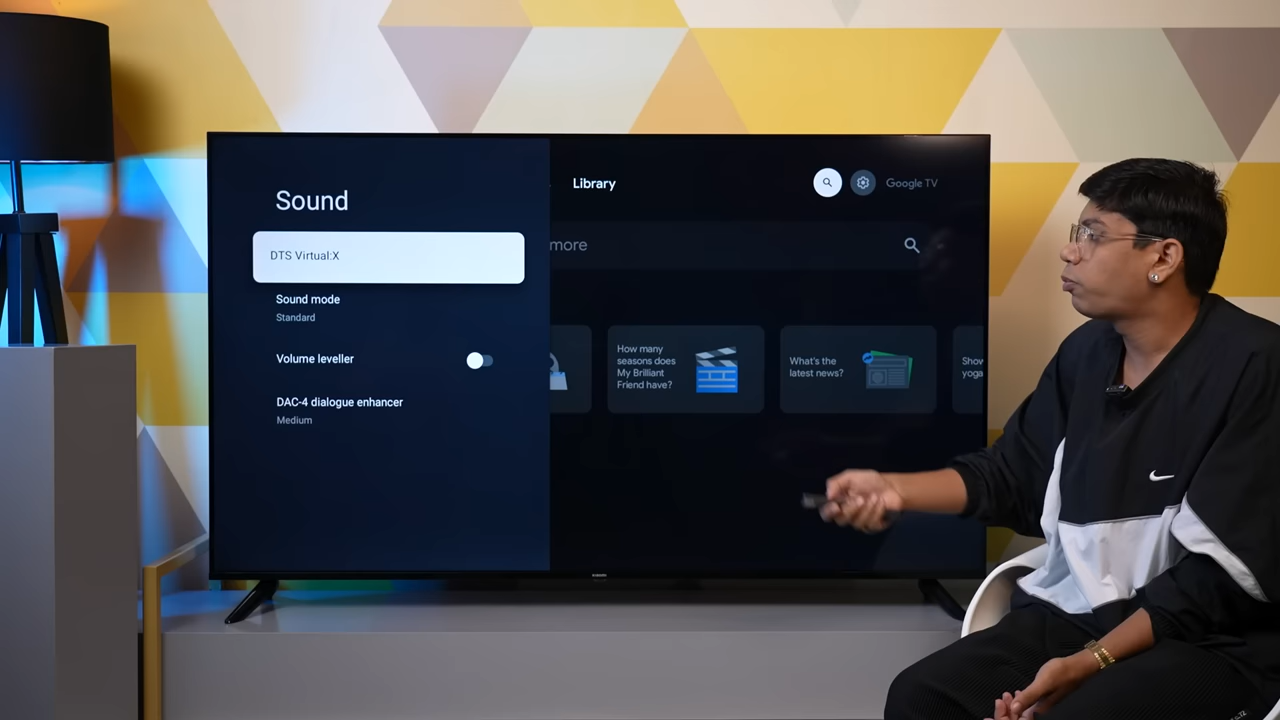 Sound
DTS Virtual:X
Sound mode
Standard
Volume leveller
DAC-4 dialogue enhancer
Medium
Library
Google TV
more
How many
seasons does
My Brilliant
Friend have?
What's the
latest news?
Show
yoga